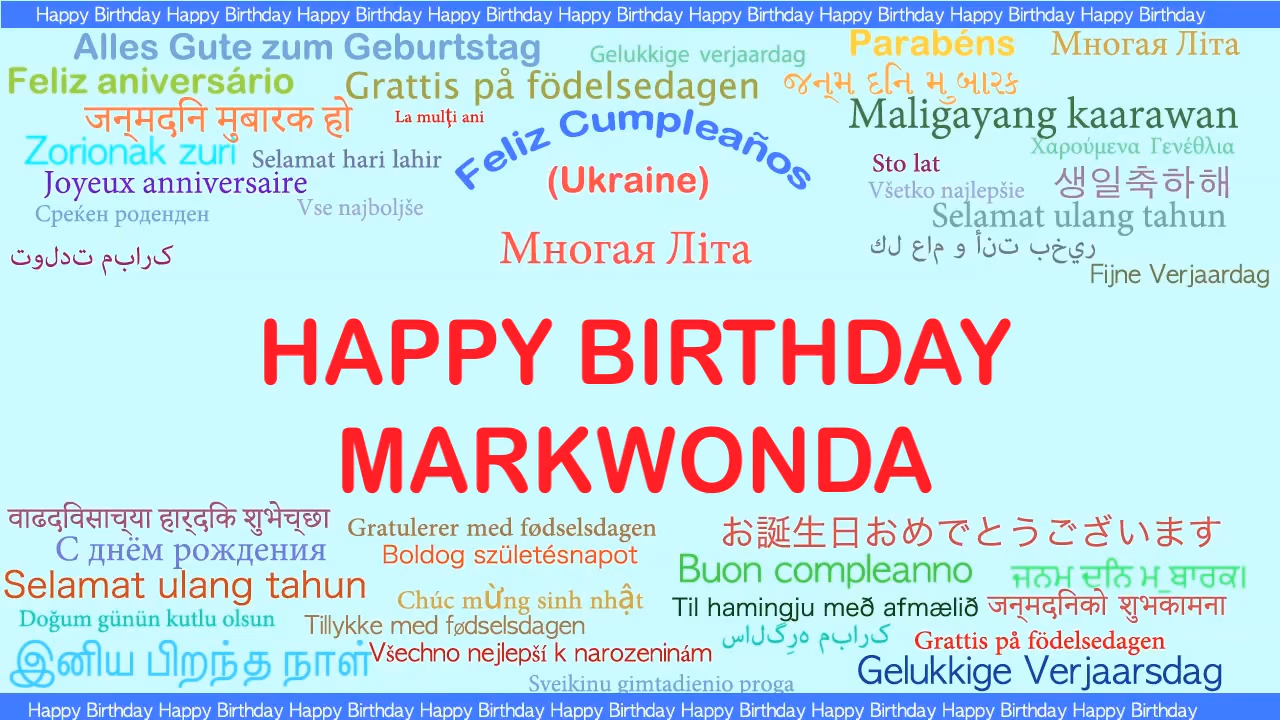 Happy Birthday Happy Birthday Happy Birthday Happy Birthday Happy Birthday Happy Birthday Happy Birthday Happy Birthday Happy Birthday
Alles Gute zum Geburtstag
Gelukkige verjaardag
Parabéns
Многая Літа
Feliz aniversário
Grattis på födelsedagen
જન્મ દિન મુબારક
जन्मदिन मुबारक हो
La mulţi ani
Feliz Cumpleaños
Maligayang kaarawan
Zorionak zuri
Selamat hari lahir
(Ukraine)
Sto lat
Χαρούμενα Γενέθλια
Joyeux anniversaire
Všetko najlepšie
생일축하해
Среќен роденден
Vse najboljše
Selamat ulang tahun
Многая Літа
تولدت مبارک
كل عام و أنت بخير
Fijne Verjaardag
HAPPY BIRTHDAY
MARKWONDA
वाढदिवसाच्या हार्दिक शुभेच्छा
Gratulerer med fødselsdagen
お誕生日おめでとうございます
С днём рождения
Boldog születésnapot
Buon compleanno
ਜਨਮ ਦਿਨ ਮੁਬਾਰਕ।
Selamat ulang tahun
Chúc mừng sinh nhật
Til hamingju með afmælið
जन्मदिनको शुभकामना
Doğum günün kutlu olsun
Tillykke med fødselsdagen
سالگرہ مبارک
Grattis på födelsedagen
இனிய பிறந்த நாள்
Všechno nejlepší k narozeninám
Gelukkige Verjaarsdag
Sveikinu gimtadienio proga
Happy Birthday Happy Birthday Happy Birthday Happy Birthday Happy Birthday Happy Birthday Happy Birthday Happy Birthday Happy Birthday